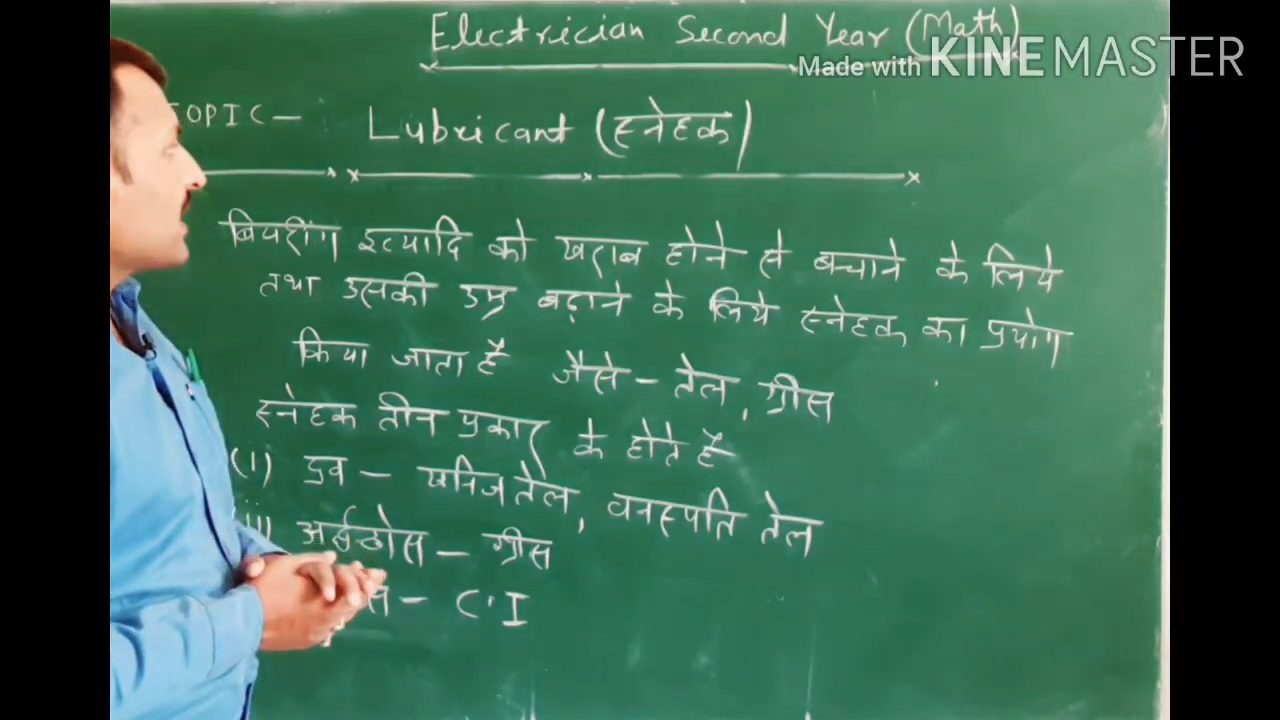 Electrician Second Year (Math)
Made with KINEMASTER
TOPIC – Lubricant (स्नेहक)
बियरींग इत्यादि को खराब होने से बचाने के लिये
तथा उसकी उम्र बढ़ाने के लिये स्नेहक का प्रयोग
किया जाता है जैसे – तेल, ग्रीस
स्नेहक तीन प्रकार के होते है
(i) द्रव – खनिज तेल, वनस्पति तेल
ii) अर्द्धठोस – ग्रीस
स – C.I